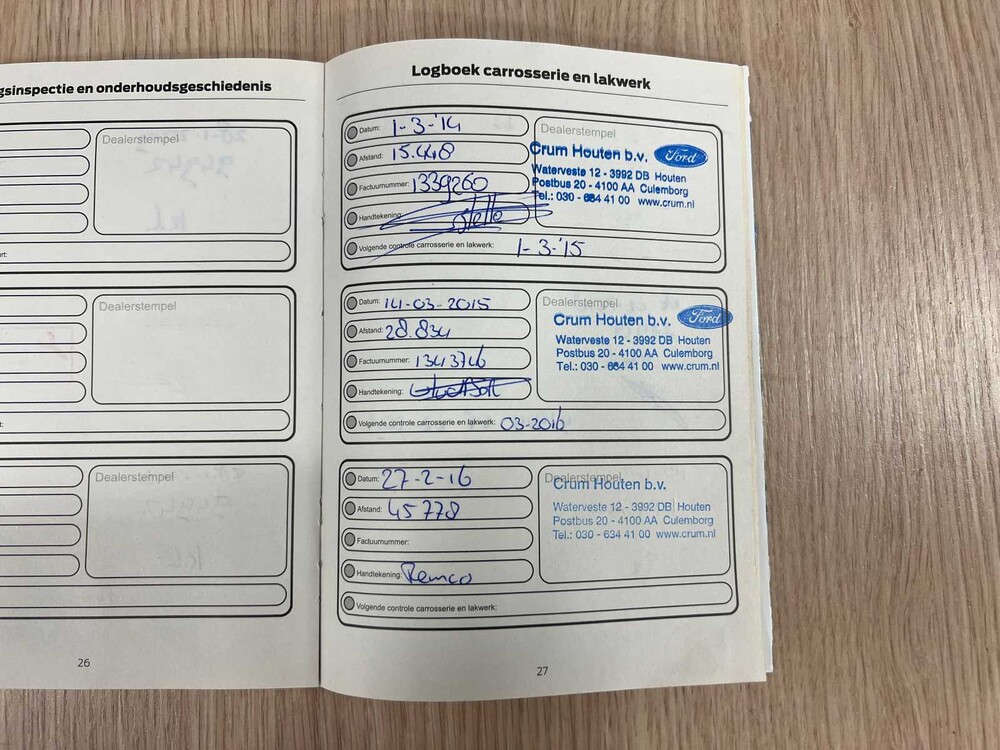 gsinspectie en onderhoudsgeschiedenis
Dealerstempel
rt:
Dealerstempel
t:
Dealerstempel
26
Logboek carrosserie en lakwerk
Datum: 1-3-'14
Afstand: 15.448
Factuurnummer: 1339260
Handtekening:
Volgende controle carrosserie en lakwerk: 1-3-'15
Dealerstempel
Crum Houten b.v. Ford
Waterveste 12 - 3992 DB Houten
Postbus 20 - 4100 AA Culemborg
Tel.: 030 - 634 41 00 www.crum.nl
Datum: 14-03-2015
Afstand: 28.834
Factuurnummer: 1343746
Handtekening:
Volgende controle carrosserie en lakwerk: 03-2016
Dealerstempel
Crum Houten b.v. Ford
Waterveste 12 - 3992 DB Houten
Postbus 20 - 4100 AA Culemborg
Tel.: 030 - 634 41 00 www.crum.nl
Datum: 27-2-16
Afstand: 45778
Factuurnummer:
Handtekening: Remco
Volgende controle carrosserie en lakwerk:
Dealerstempel
Crum Houten b.v.
Waterveste 12 - 3992 DB Houten
Postbus 20 - 4100 AA Culemborg
Tel.: 030 - 634 41 00 www.crum.nl
27